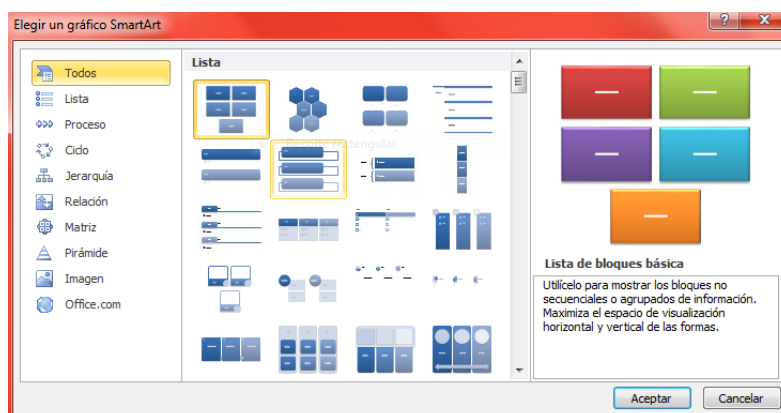 Elegir un gráfico SmartArt
Todos
Lista
Proceso
Ciclo
Jerarquía
Relación
Matriz
Pirámide
Imagen
Office.com
Lista
Recorte rectangular
Lista de bloques básica
Utilícelo para mostrar los bloques no
secuenciales o agrupados de información.
Maximiza el espacio de visualización
horizontal y vertical de las formas.
Aceptar
Cancelar